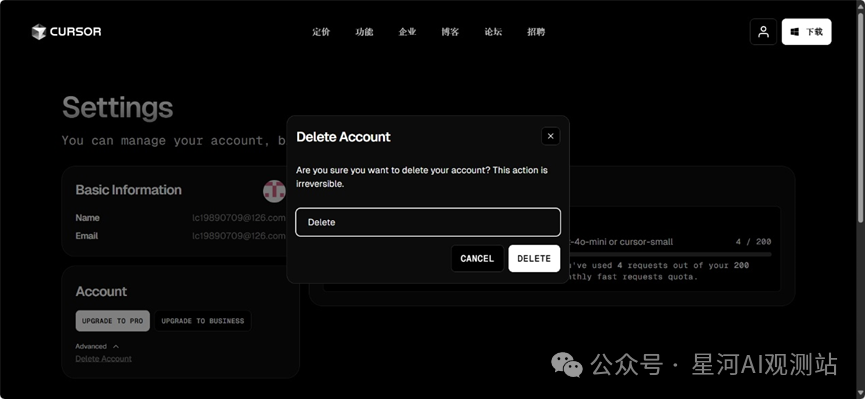 CURSOR
定价 功能 企业 博客 论坛 招聘
下载
Settings
You can manage your account, b
Delete Account
Are you sure you want to delete your account? This action is
irreversible.
Delete
CANCEL DELETE
Basic Information
Name lc19890709@126.com
Email lc19890709@126.com
Account
UPGRADE TO PRO UPGRADE TO BUSINESS
Advanced
Delete Account
-4o-mini or cursor-small 4 / 200
've used 4 requests out of your 200
thly fast requests quota.
公众号 · 星河AI观测站